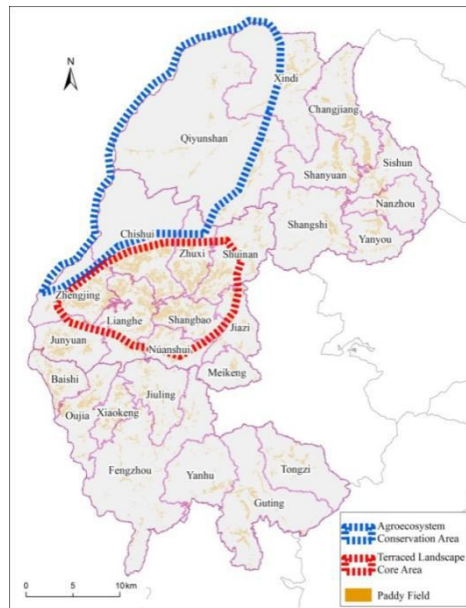 N
Xindi
Changjiang
Qiyunshan
Shanyuan
Sishun
Nanzhou
Chishui
Shangshi
Yanyou
Zhuxi
Shuinan
Zhengjing
Lianghe
Shangbao
Jiazi
Junyuan
Nuanshui
Meikeng
Baishi
Jiuling
Oujia
Xiaokeng
Fengzhou
Yanhu
Tongzi
Guting
Agroecosystem
Conservation Area
Terraced Landscape
Core Area
Paddy Field
0 5 10km